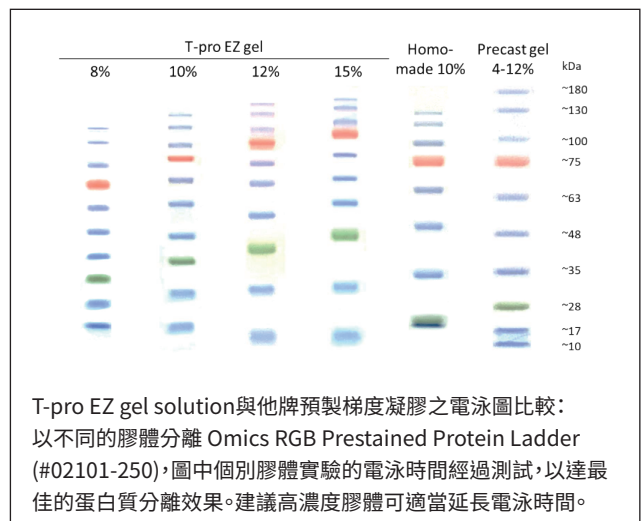 T-pro EZ gel
Homo-
made 10%
Precast gel
4-12%
kDa
8%
10%
12%
15%
~180
~130
~100
~75
~63
~48
~35
~28
~17
~10
T-pro EZ gel solution與他牌預製梯度凝膠之電泳圖比較:
以不同的膠體分離 Omics RGB Prestained Protein Ladder
(#02101-250),圖中個別膠體實驗的電泳時間經過測試,以達最
佳的蛋白質分離效果。建議高濃度膠體可適當延長電泳時間。